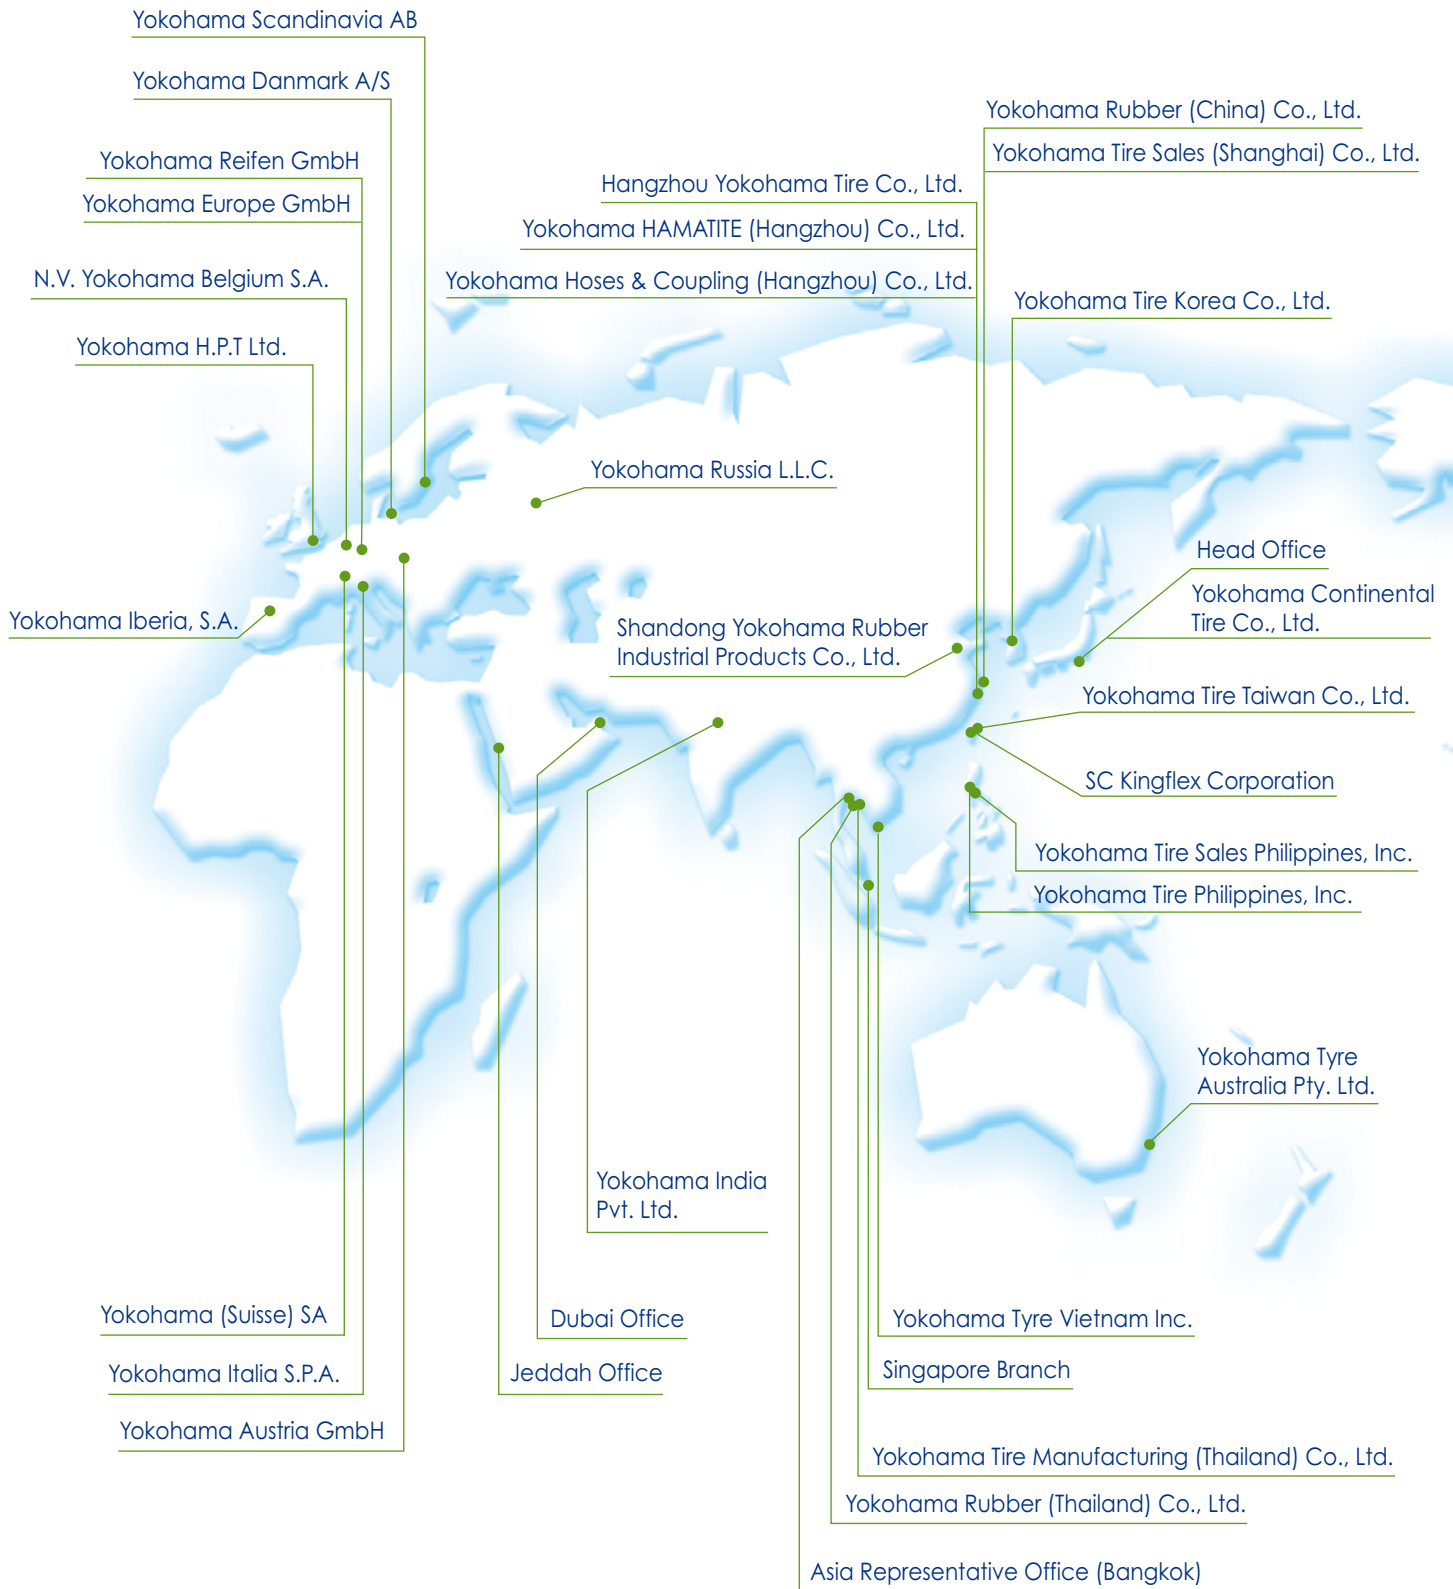 Yokohama Scandinavia AB
Yokohama Danmark A/S
Yokohama Reifen GmbH
Yokohama Europe GmbH
N.V. Yokohama Belgium S.A.
Yokohama H.P.T Ltd.
Yokohama Rubber (China) Co., Ltd.
Yokohama Tire Sales (Shanghai) Co., Ltd.
Hangzhou Yokohama Tire Co., Ltd.
Yokohama HAMATITE (Hangzhou) Co., Ltd.
Yokohama Hoses & Coupling (Hangzhou) Co., Ltd.
Yokohama Tire Korea Co., Ltd.
Yokohama Russia L.L.C.
Head Office
Yokohama Continental
Tire Co., Ltd.
Yokohama Iberia, S.A.
Shandong Yokohama Rubber
Industrial Products Co., Ltd.
Yokohama Tire Taiwan Co., Ltd.
SC Kingflex Corporation
Yokohama Tire Sales Philippines, Inc.
Yokohama Tire Philippines, Inc.
Yokohama Tyre
Australia Pty. Ltd.
Yokohama India
Pvt. Ltd.
Yokohama (Suisse) SA
Yokohama Italia S.P.A.
Yokohama Austria GmbH
Dubai Office
Jeddah Office
Yokohama Tyre Vietnam Inc.
Singapore Branch
Yokohama Tire Manufacturing (Thailand) Co., Ltd.
Yokohama Rubber (Thailand) Co., Ltd.
Asia Representative Office (Bangkok)